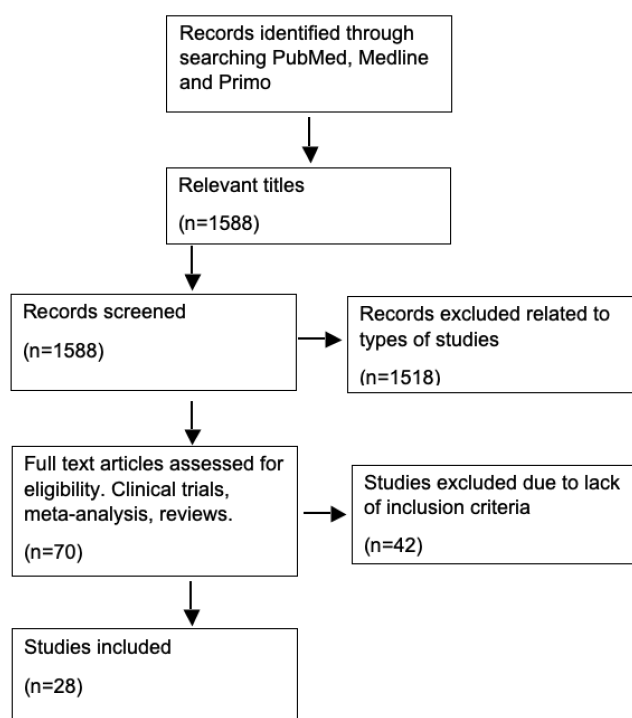 Records identified through
searching PubMed, Medline
and Primo
Relevant titles
(n=1588)
Records screened
(n=1588)
Records excluded related to
types of studies
(n=1518)
Full text articles assessed for
eligibility. Clinical trials,
meta-analysis, reviews.
(n=70)
Studies excluded due to lack
of inclusion criteria
(n=42)
Studies included
(n=28)